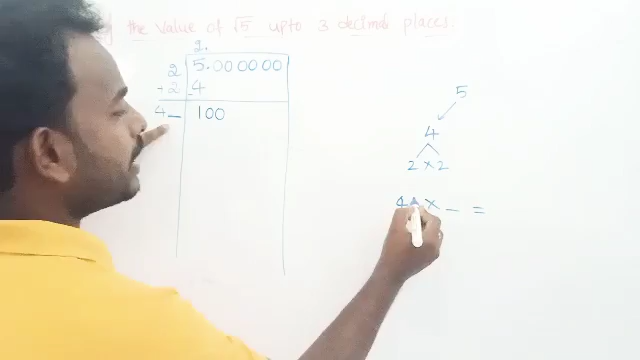 the value of √5 upto 3 decimal places.
2.
2 5.00 00 00
- 2 - 4
4 _ 100
5
4
2 × 2
4 × _ =